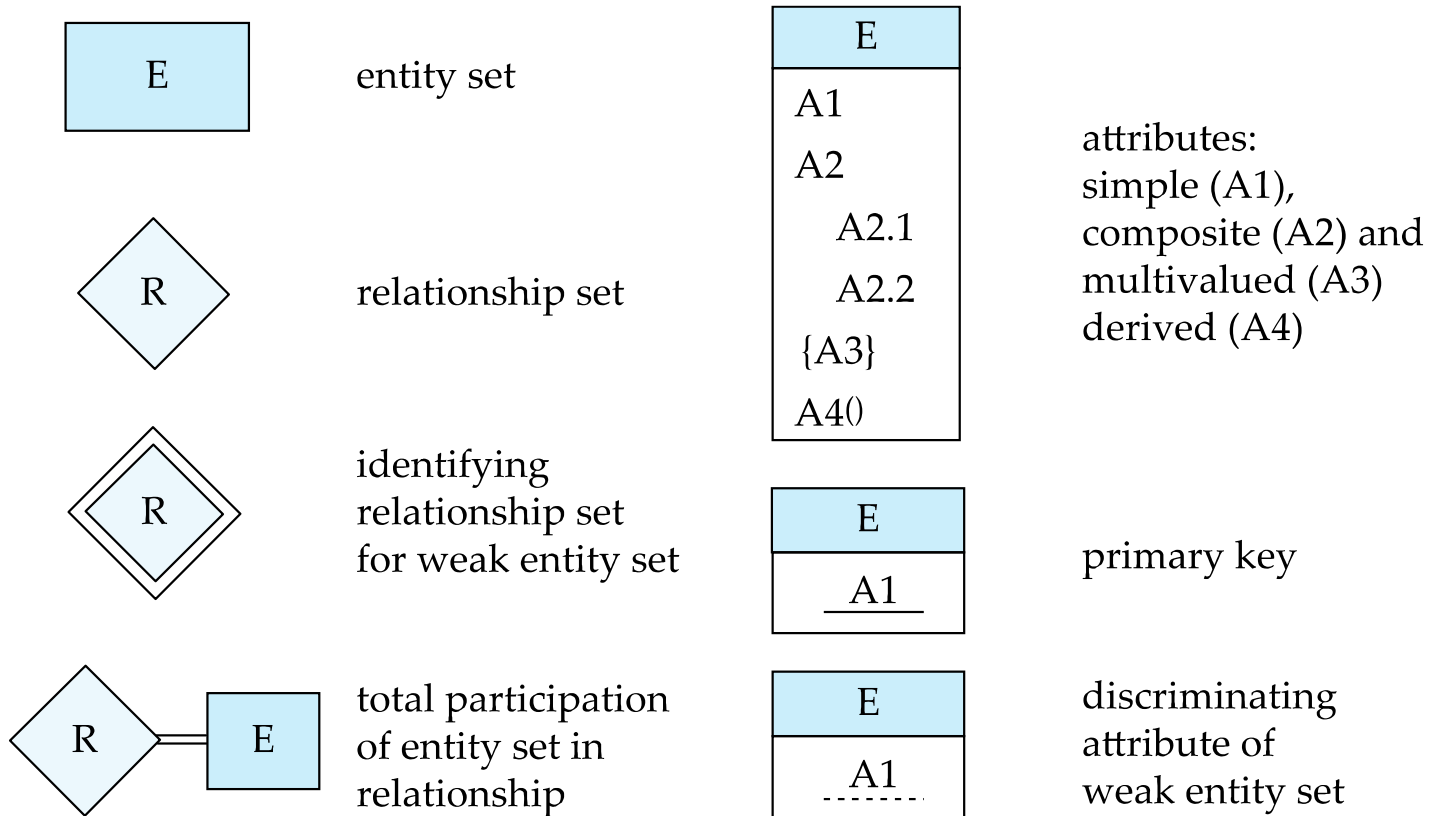 E
entity set
R
relationship set
R
identifying
relationship set
for weak entity set
R
E
total participation
of entity set in
relationship
E
A1
A2
A2.1
A2.2
{A3}
A4()
attributes:
simple (A1),
composite (A2) and
multivalued (A3)
derived (A4)
E
A1
primary key
E
A1
discriminating
attribute of
weak entity set